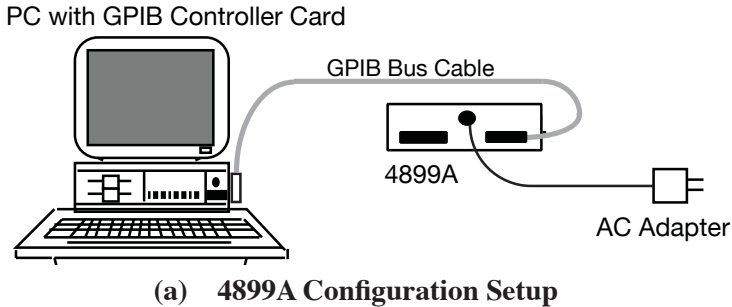 PC with GPIB Controller Card
GPIB Bus Cable
4899A
AC Adapter
(a) 4899A Configuration Setup